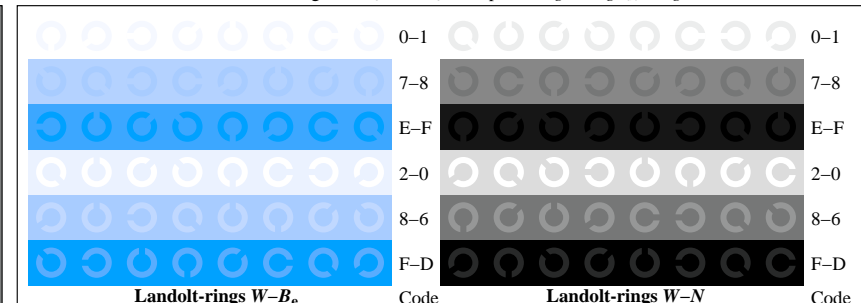 0–1 0–1
7–8 7–8
E–F E–F
2–0 2–0
8–6 8–6
F–D F–D
Landolt-rings W–Be Code Landolt-rings W–N Code